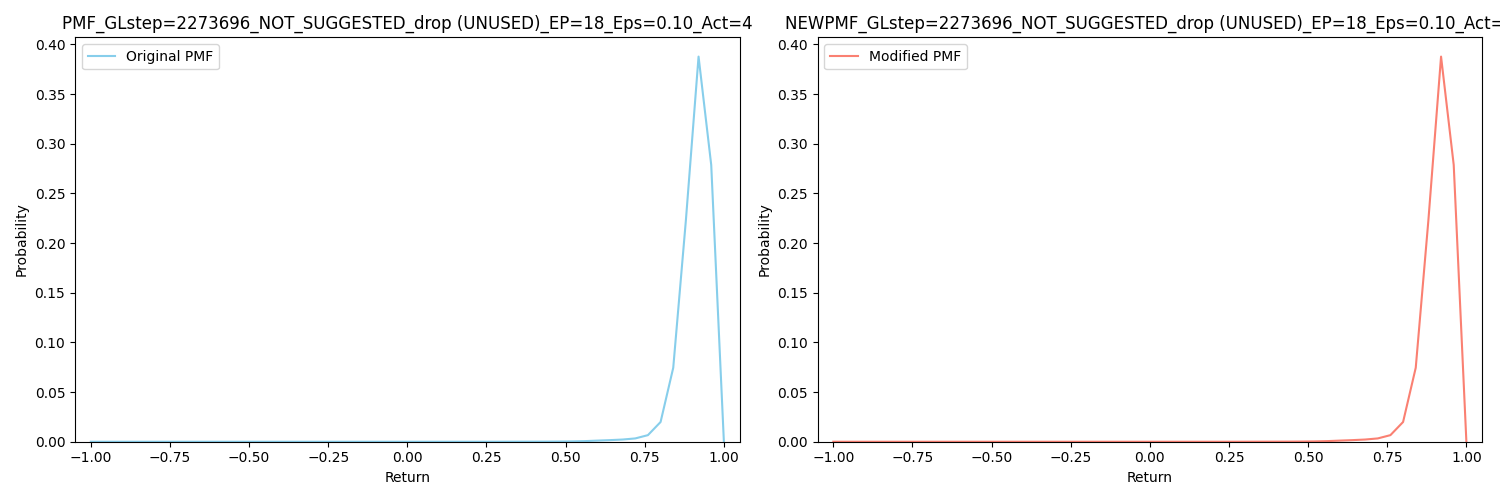 PMF_GLstep=2273696_NOT_SUGGESTED_drop (UNUSED)_EP=18_Eps=0.10_Act=4
Original PMF
Probability
0.40
0.35
0.30
0.25
0.20
0.15
0.10
0.05
0.00
−1.00 −0.75 −0.50 −0.25 0.00 0.25 0.50 0.75 1.00
Return
NEWPMF_GLstep=2273696_NOT_SUGGESTED_drop (UNUSED)_EP=18_Eps=0.10_Act=
Modified PMF
Probability
0.40
0.35
0.30
0.25
0.20
0.15
0.10
0.05
0.00
−1.00 −0.75 −0.50 −0.25 0.00 0.25 0.50 0.75 1.00
Return